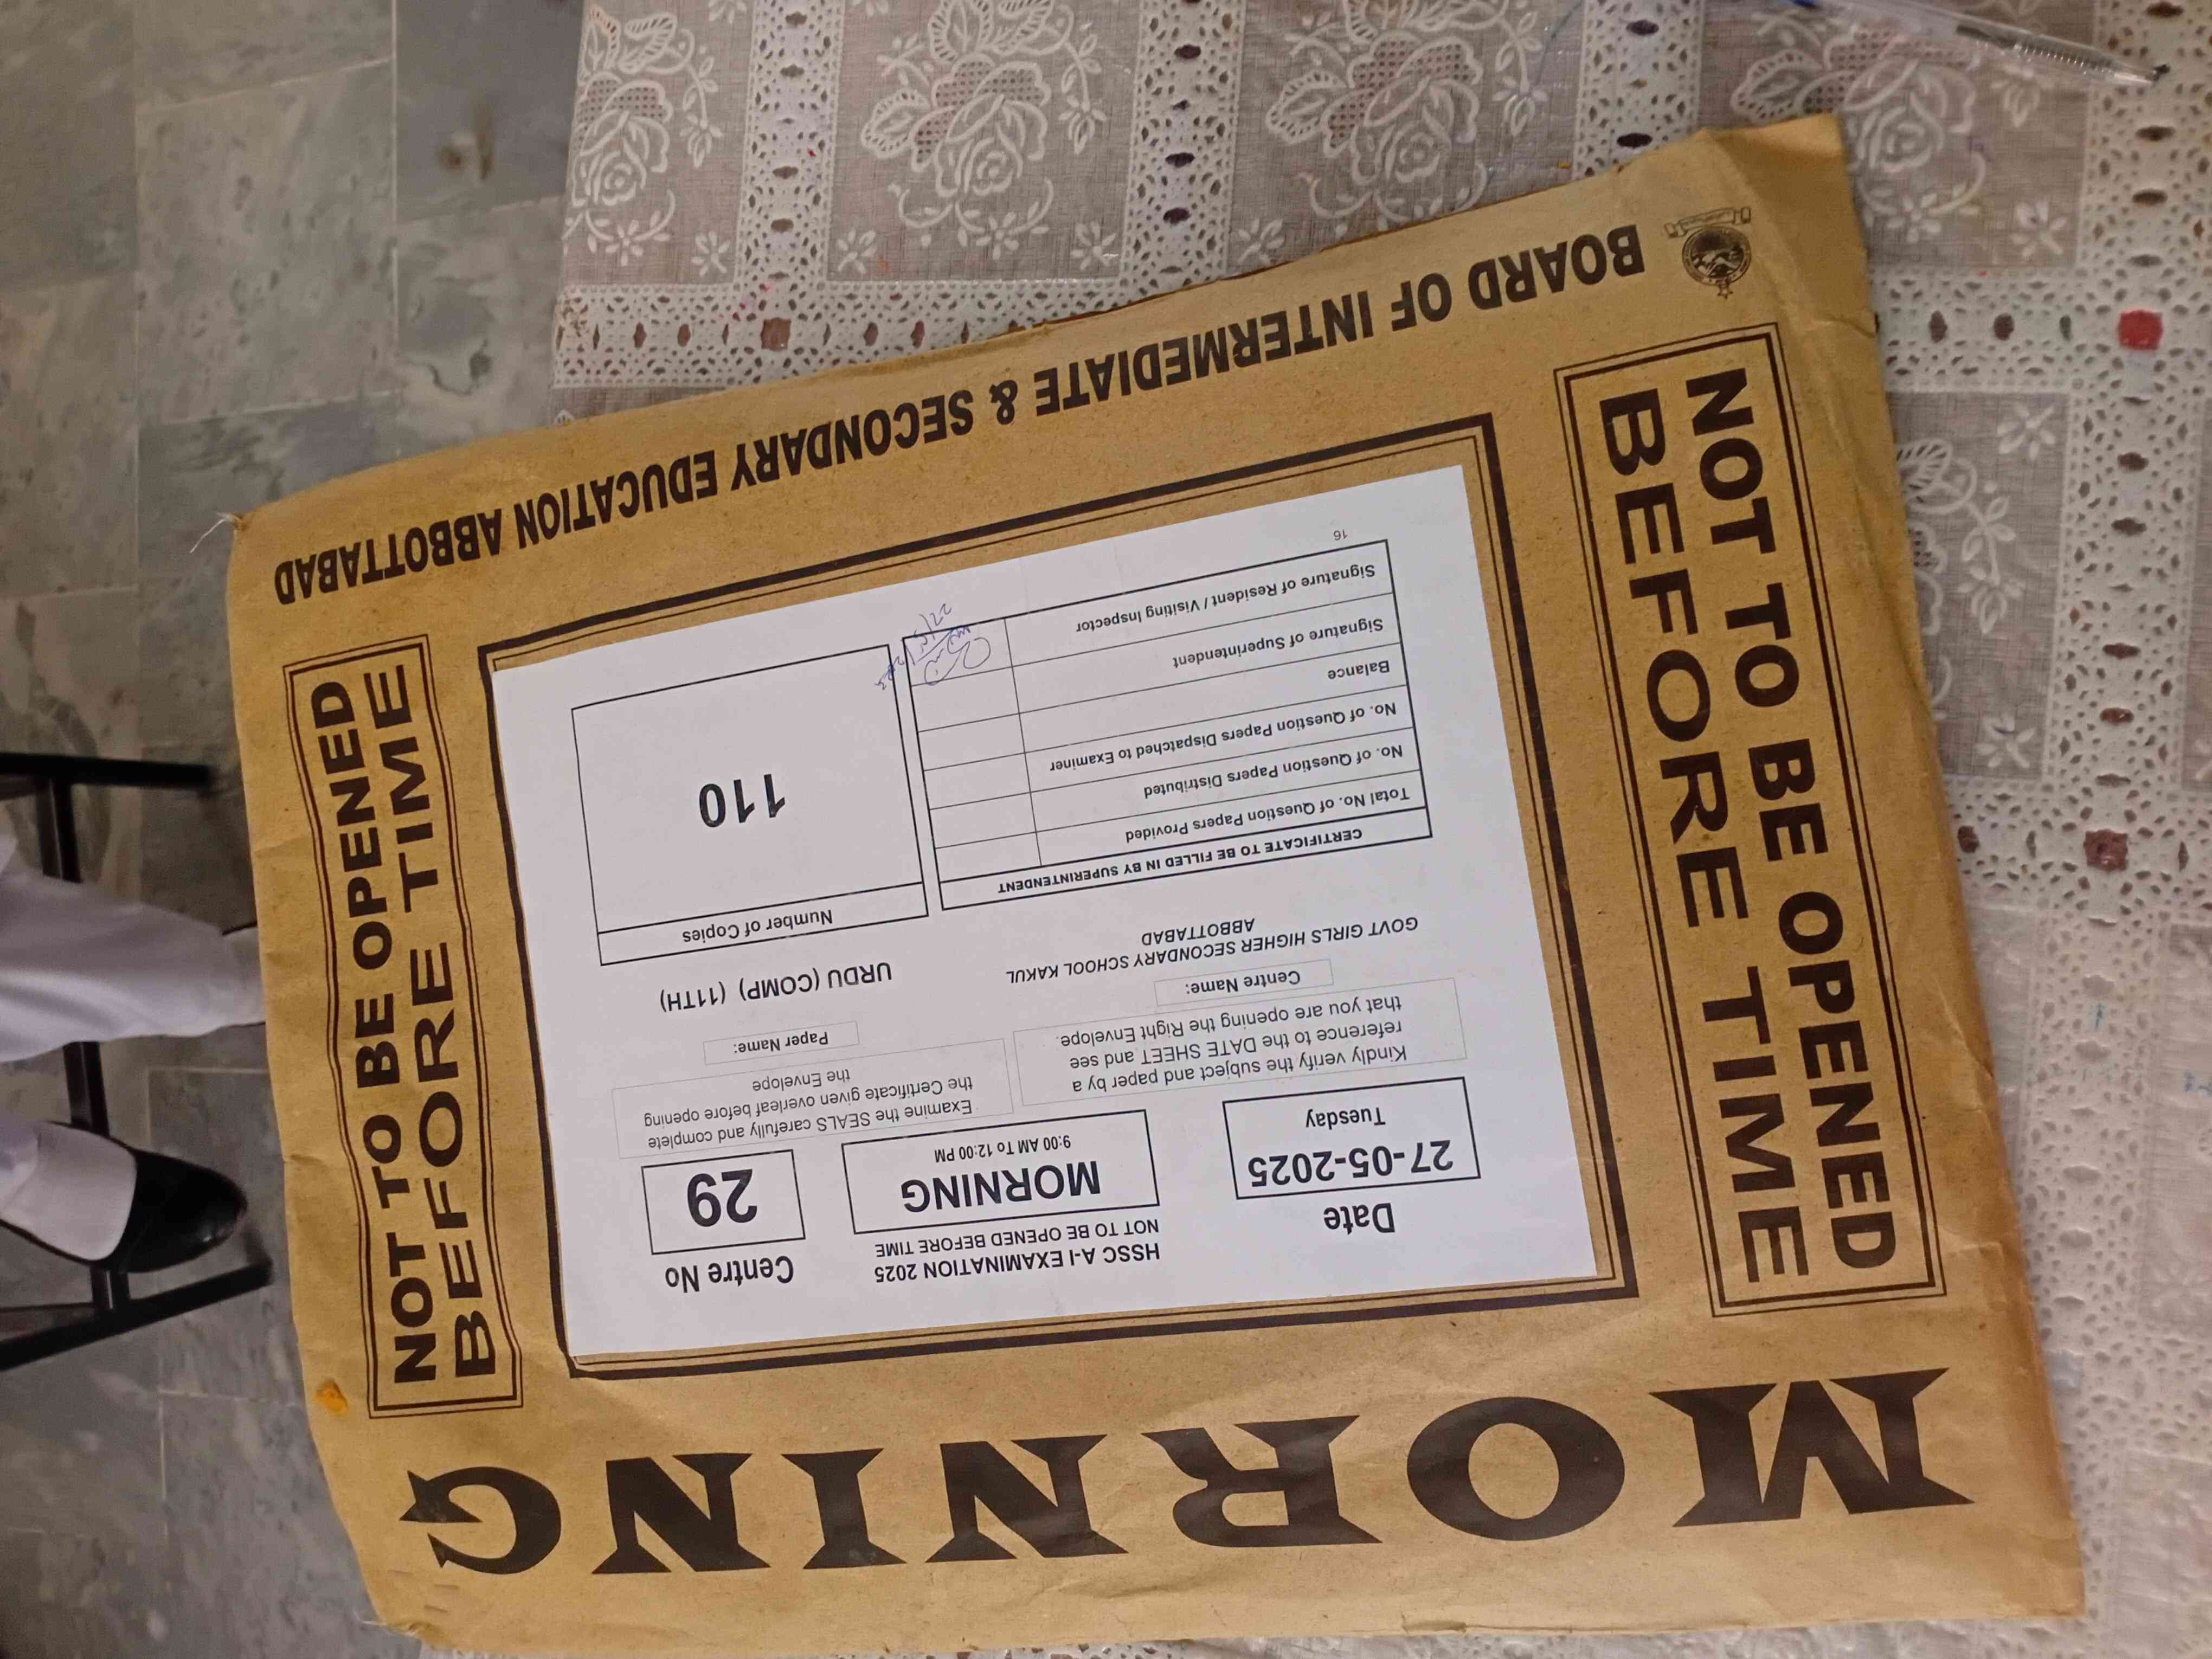 MORNING
NOT TO BE OPENED
BEFORE TIME
Date
27-05-2025
Tuesday
HSSC A-I EXAMINATION 2025
NOT TO BE OPENED BEFORE TIME
MORNING
9:00 AM To 12:00 PM
Centre No
29
Kindly verify the subject and paper by a
reference to the DATE SHEET and see
that you are opening the Right Envelope.
Examine the SEALS carefully and complete
the Certificate given overleaf before opening
the Envelope
Centre Name:
GOVT GIRLS HIGHER SECONDARY SCHOOL KAKUL
ABBOTTABAD
Paper Name:
URDU (COMP) (11TH)
CERTIFICATE TO BE FILLED IN BY SUPERINTENDENT
Total No. of Question Papers Provided
No. of Question Papers Distributed
No. of Question Papers Dispatched to Examiner
Balance
Signature of Superintendent
Signature of Resident / Visiting Inspector
16
Number of Copies
110
NOT TO BE OPENED
BEFORE TIME
BOARD OF INTERMEDIATE & SECONDARY EDUCATION ABBOTTABAD